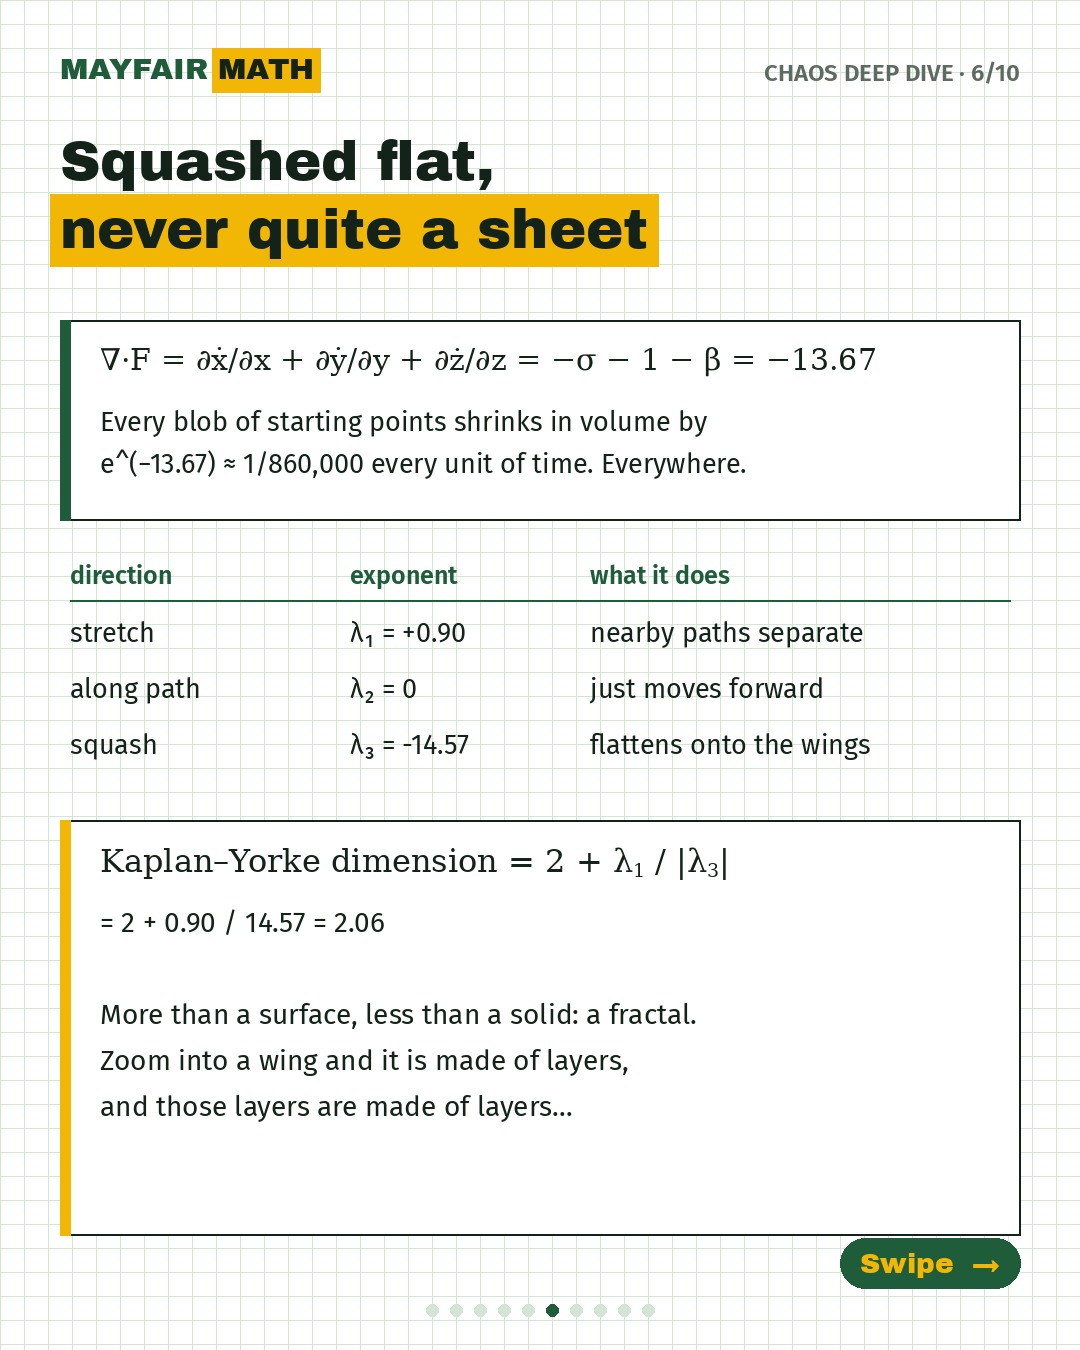 MAYFAIR MATH
CHAOS DEEP DIVE · 6/10
Squashed flat,
never quite a sheet
∇·F = ∂ẋ/∂x + ∂ẏ/∂y + ∂ż/∂z = −σ − 1 − β = −13.67
Every blob of starting points shrinks in volume by
e^(−13.67) ≈ 1/860,000 every unit of time. Everywhere.
direction exponent what it does
stretch λ₁ = +0.90 nearby paths separate
along path λ₂ = 0 just moves forward
squash λ₃ = -14.57 flattens onto the wings
Kaplan–Yorke dimension = 2 + λ₁ / |λ₃|
= 2 + 0.90 / 14.57 = 2.06
More than a surface, less than a solid: a fractal.
Zoom into a wing and it is made of layers,
and those layers are made of layers...
Swipe →